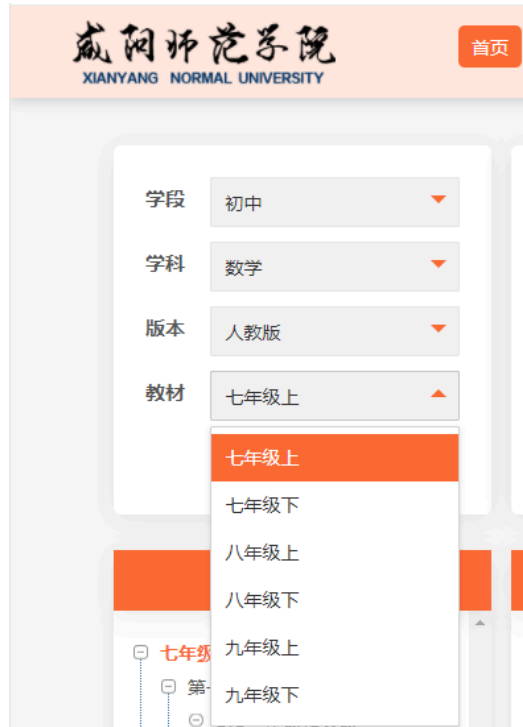 咸阳师范学院
XIANYANG NORMAL UNIVERSITY
首页
学段 初中
学科 数学
版本 人教版
教材 七年级上
七年级上
七年级下
八年级上
八年级下
九年级上
九年级下
七年级
第一